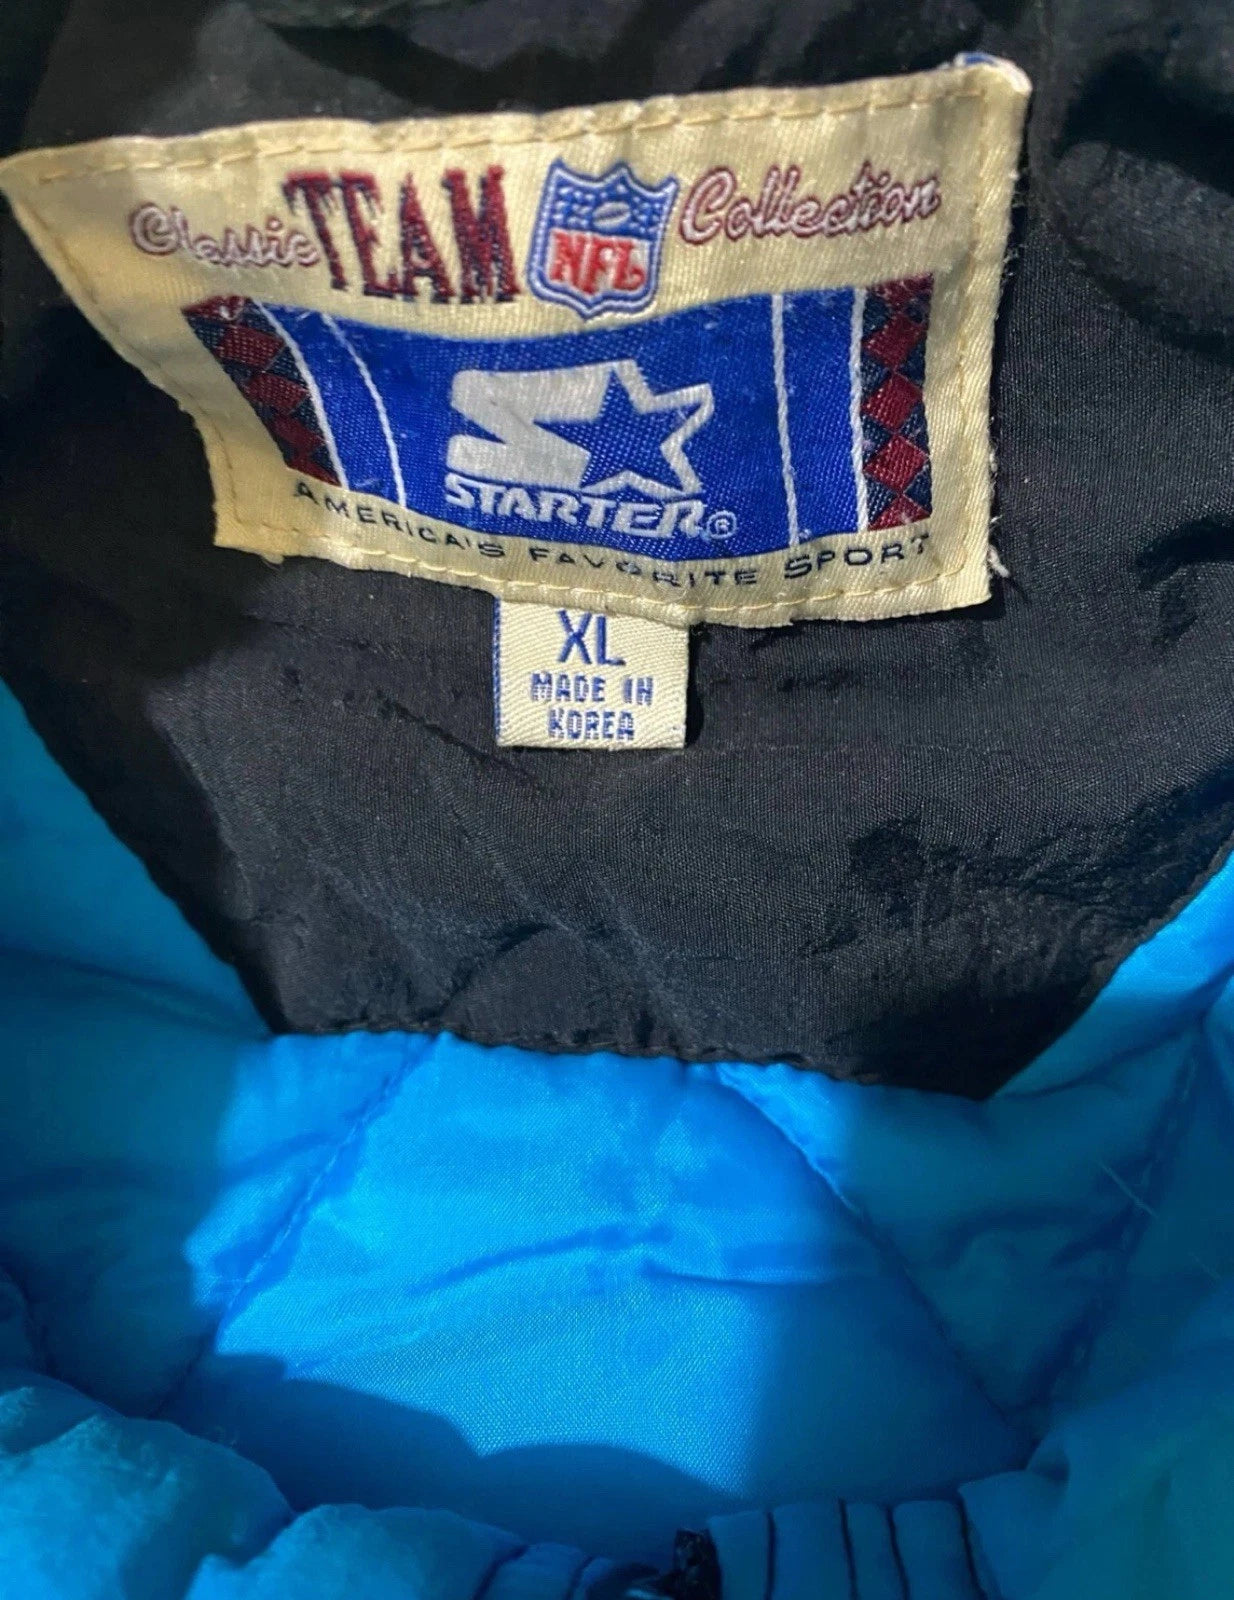 Classic TEAM NFL Collection
STARTER®
AMERICA'S FAVORITE SPORT
XL
MADE IN
KOREA